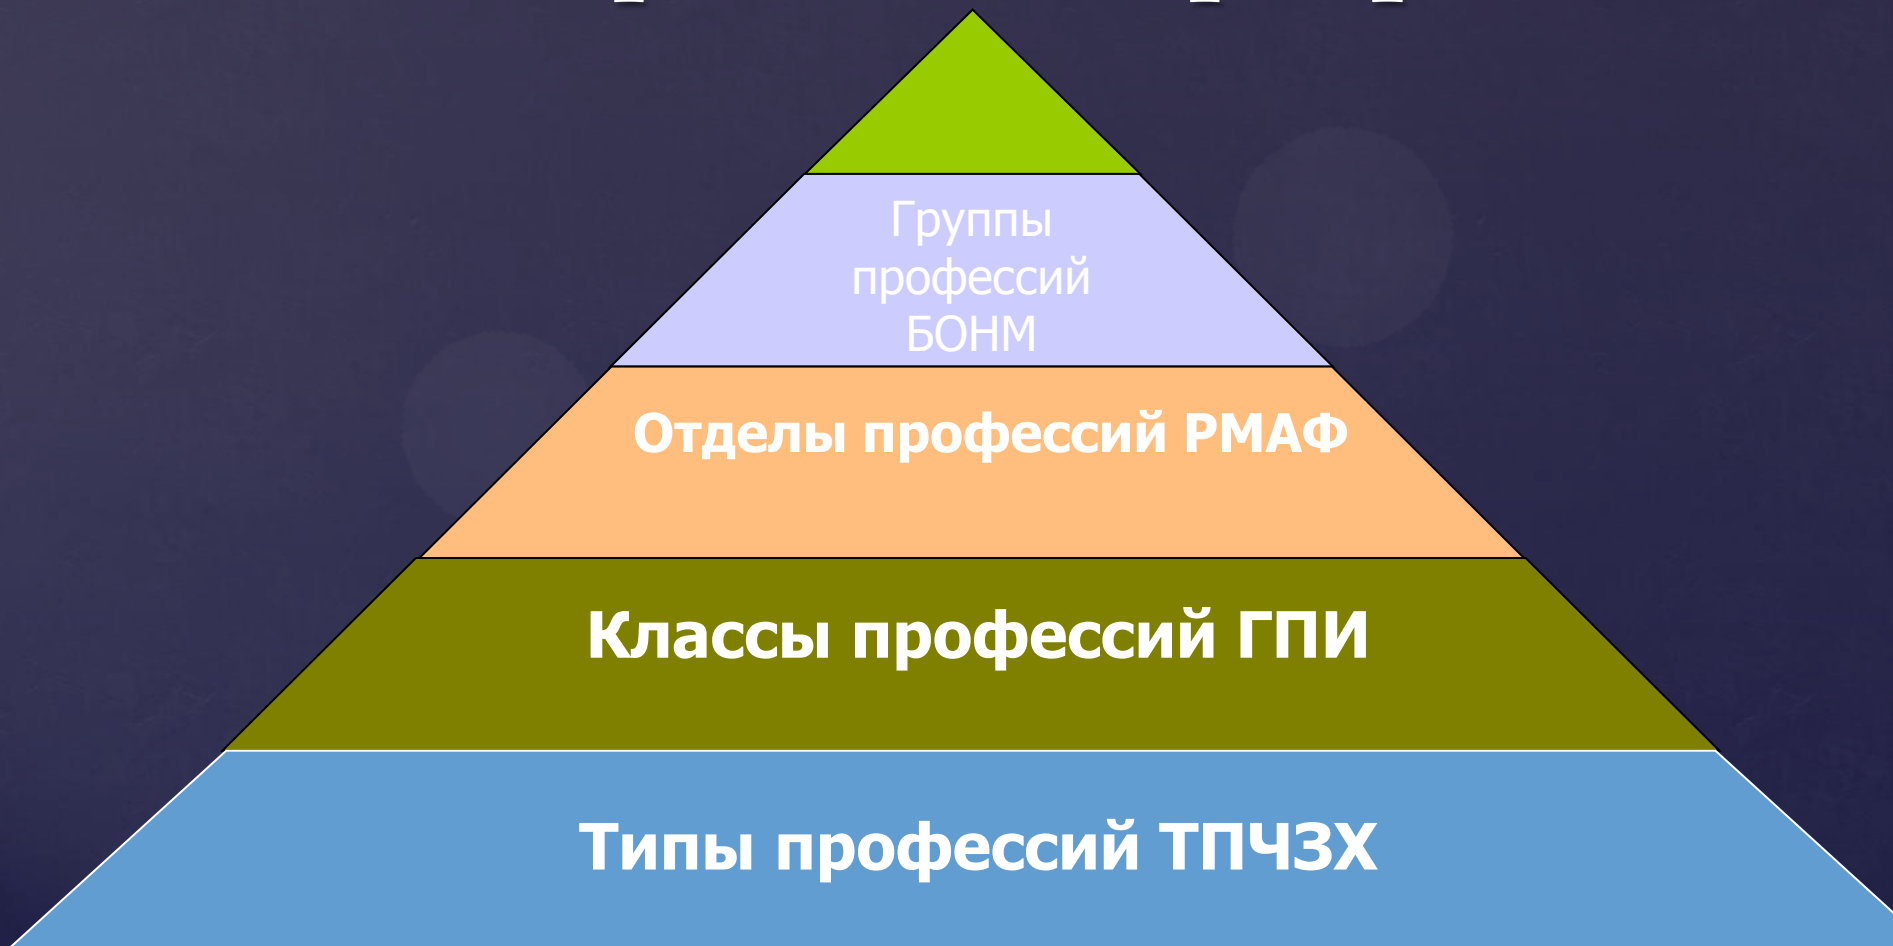 Группы
профессий
БОНМ
Отделы профессий РМАФ
Классы профессий ГПИ
Типы профессий ТПЧЗХ